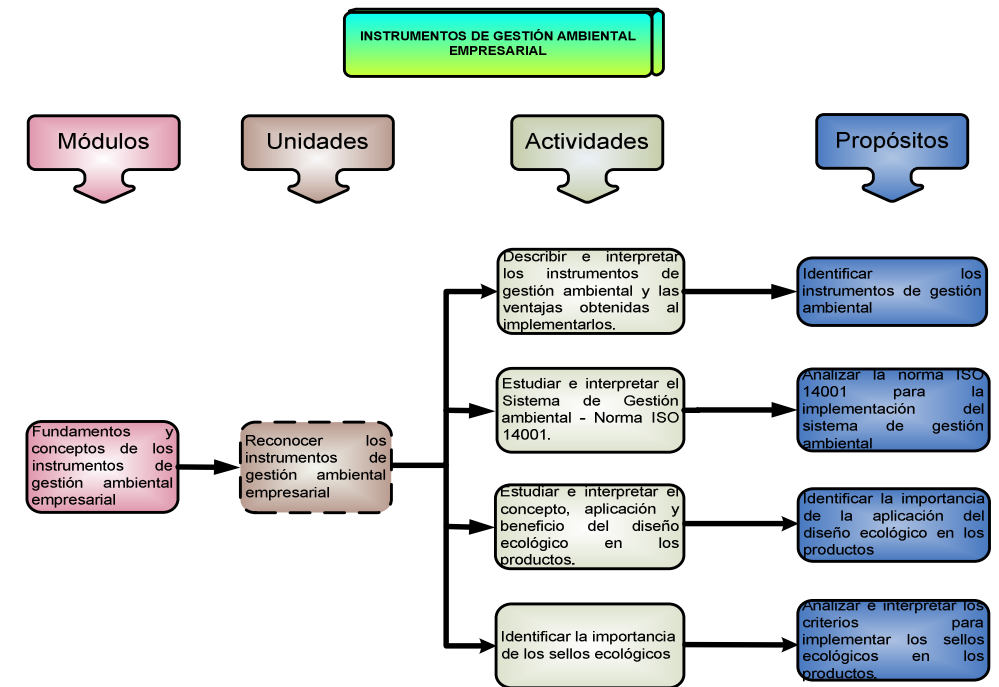 INSTRUMENTOS DE GESTIÓN AMBIENTAL
EMPRESARIAL
Módulos
Unidades
Actividades
Propósitos
Fundamentos y
conceptos de los
instrumentos de
gestión ambiental
empresarial
Reconocer los
instrumentos de
gestión ambiental
empresarial
Describir e interpretar
los instrumentos de
gestión ambiental y las
ventajas obtenidas al
implementarlos.
Identificar los
instrumentos de gestión
ambiental
Estudiar e interpretar el
Sistema de Gestión
ambiental - Norma ISO
14001.
Analizar la norma ISO
14001 para la
implementación del
sistema de gestión
ambiental
Estudiar e interpretar el
concepto, aplicación y
beneficio del diseño
ecológico en los
productos.
Identificar la importancia
de la aplicación del
diseño ecológico en los
productos
Identificar la importancia
de los sellos ecológicos
Analizar e interpretar los
criterios para
implementar los sellos
ecológicos en los
productos.